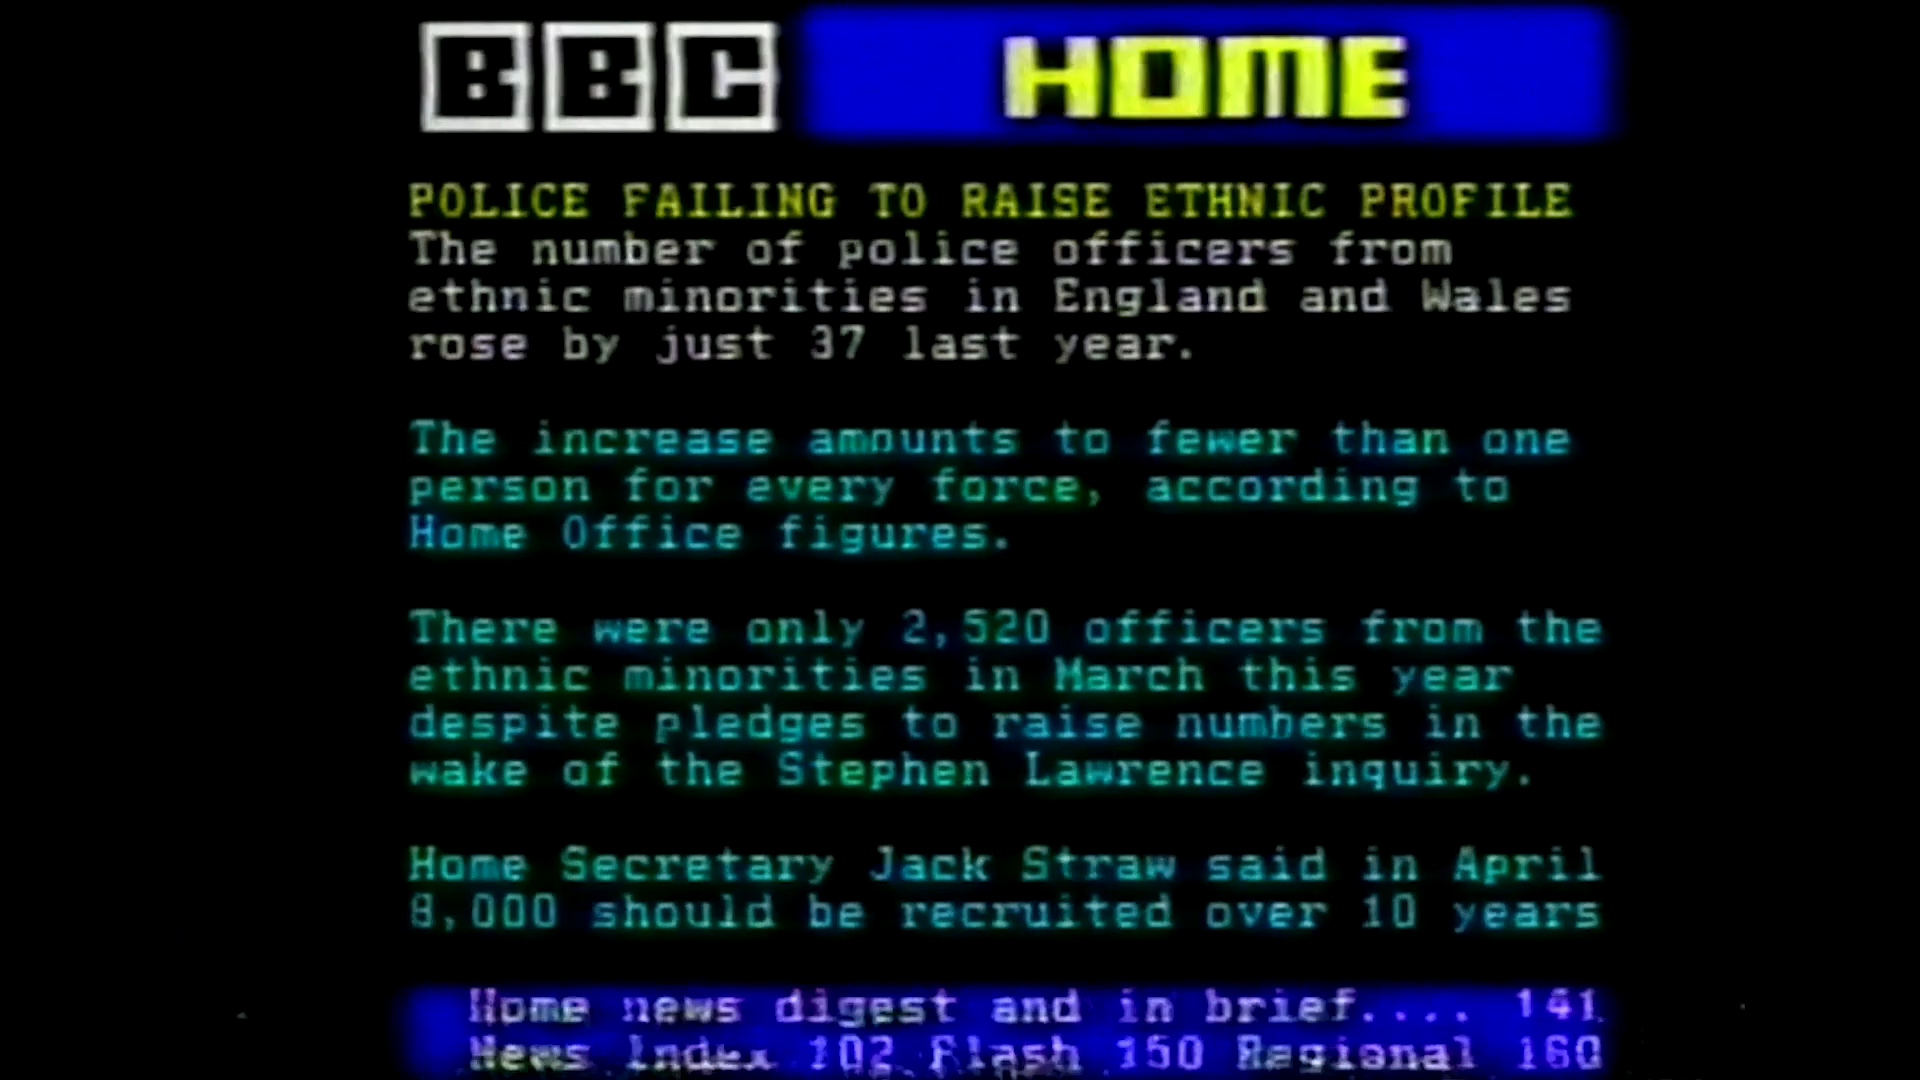 BBC HOME
POLICE FAILING TO RAISE ETHNIC PROFILE
The number of police officers from
ethnic minorities in England and Wales
rose by just 37 last year.
The increase amounts to fewer than one
person for every force, according to
Home Office figures.
There were only 2,520 officers from the
ethnic minorities in March this year
despite pledges to raise numbers in the
wake of the Stephen Lawrence inquiry.
Home Secretary Jack Straw said in April
8,000 should be recruited over 10 years
Home news digest and in brief.... 141
News Index 102 Flash 150 Regional 160